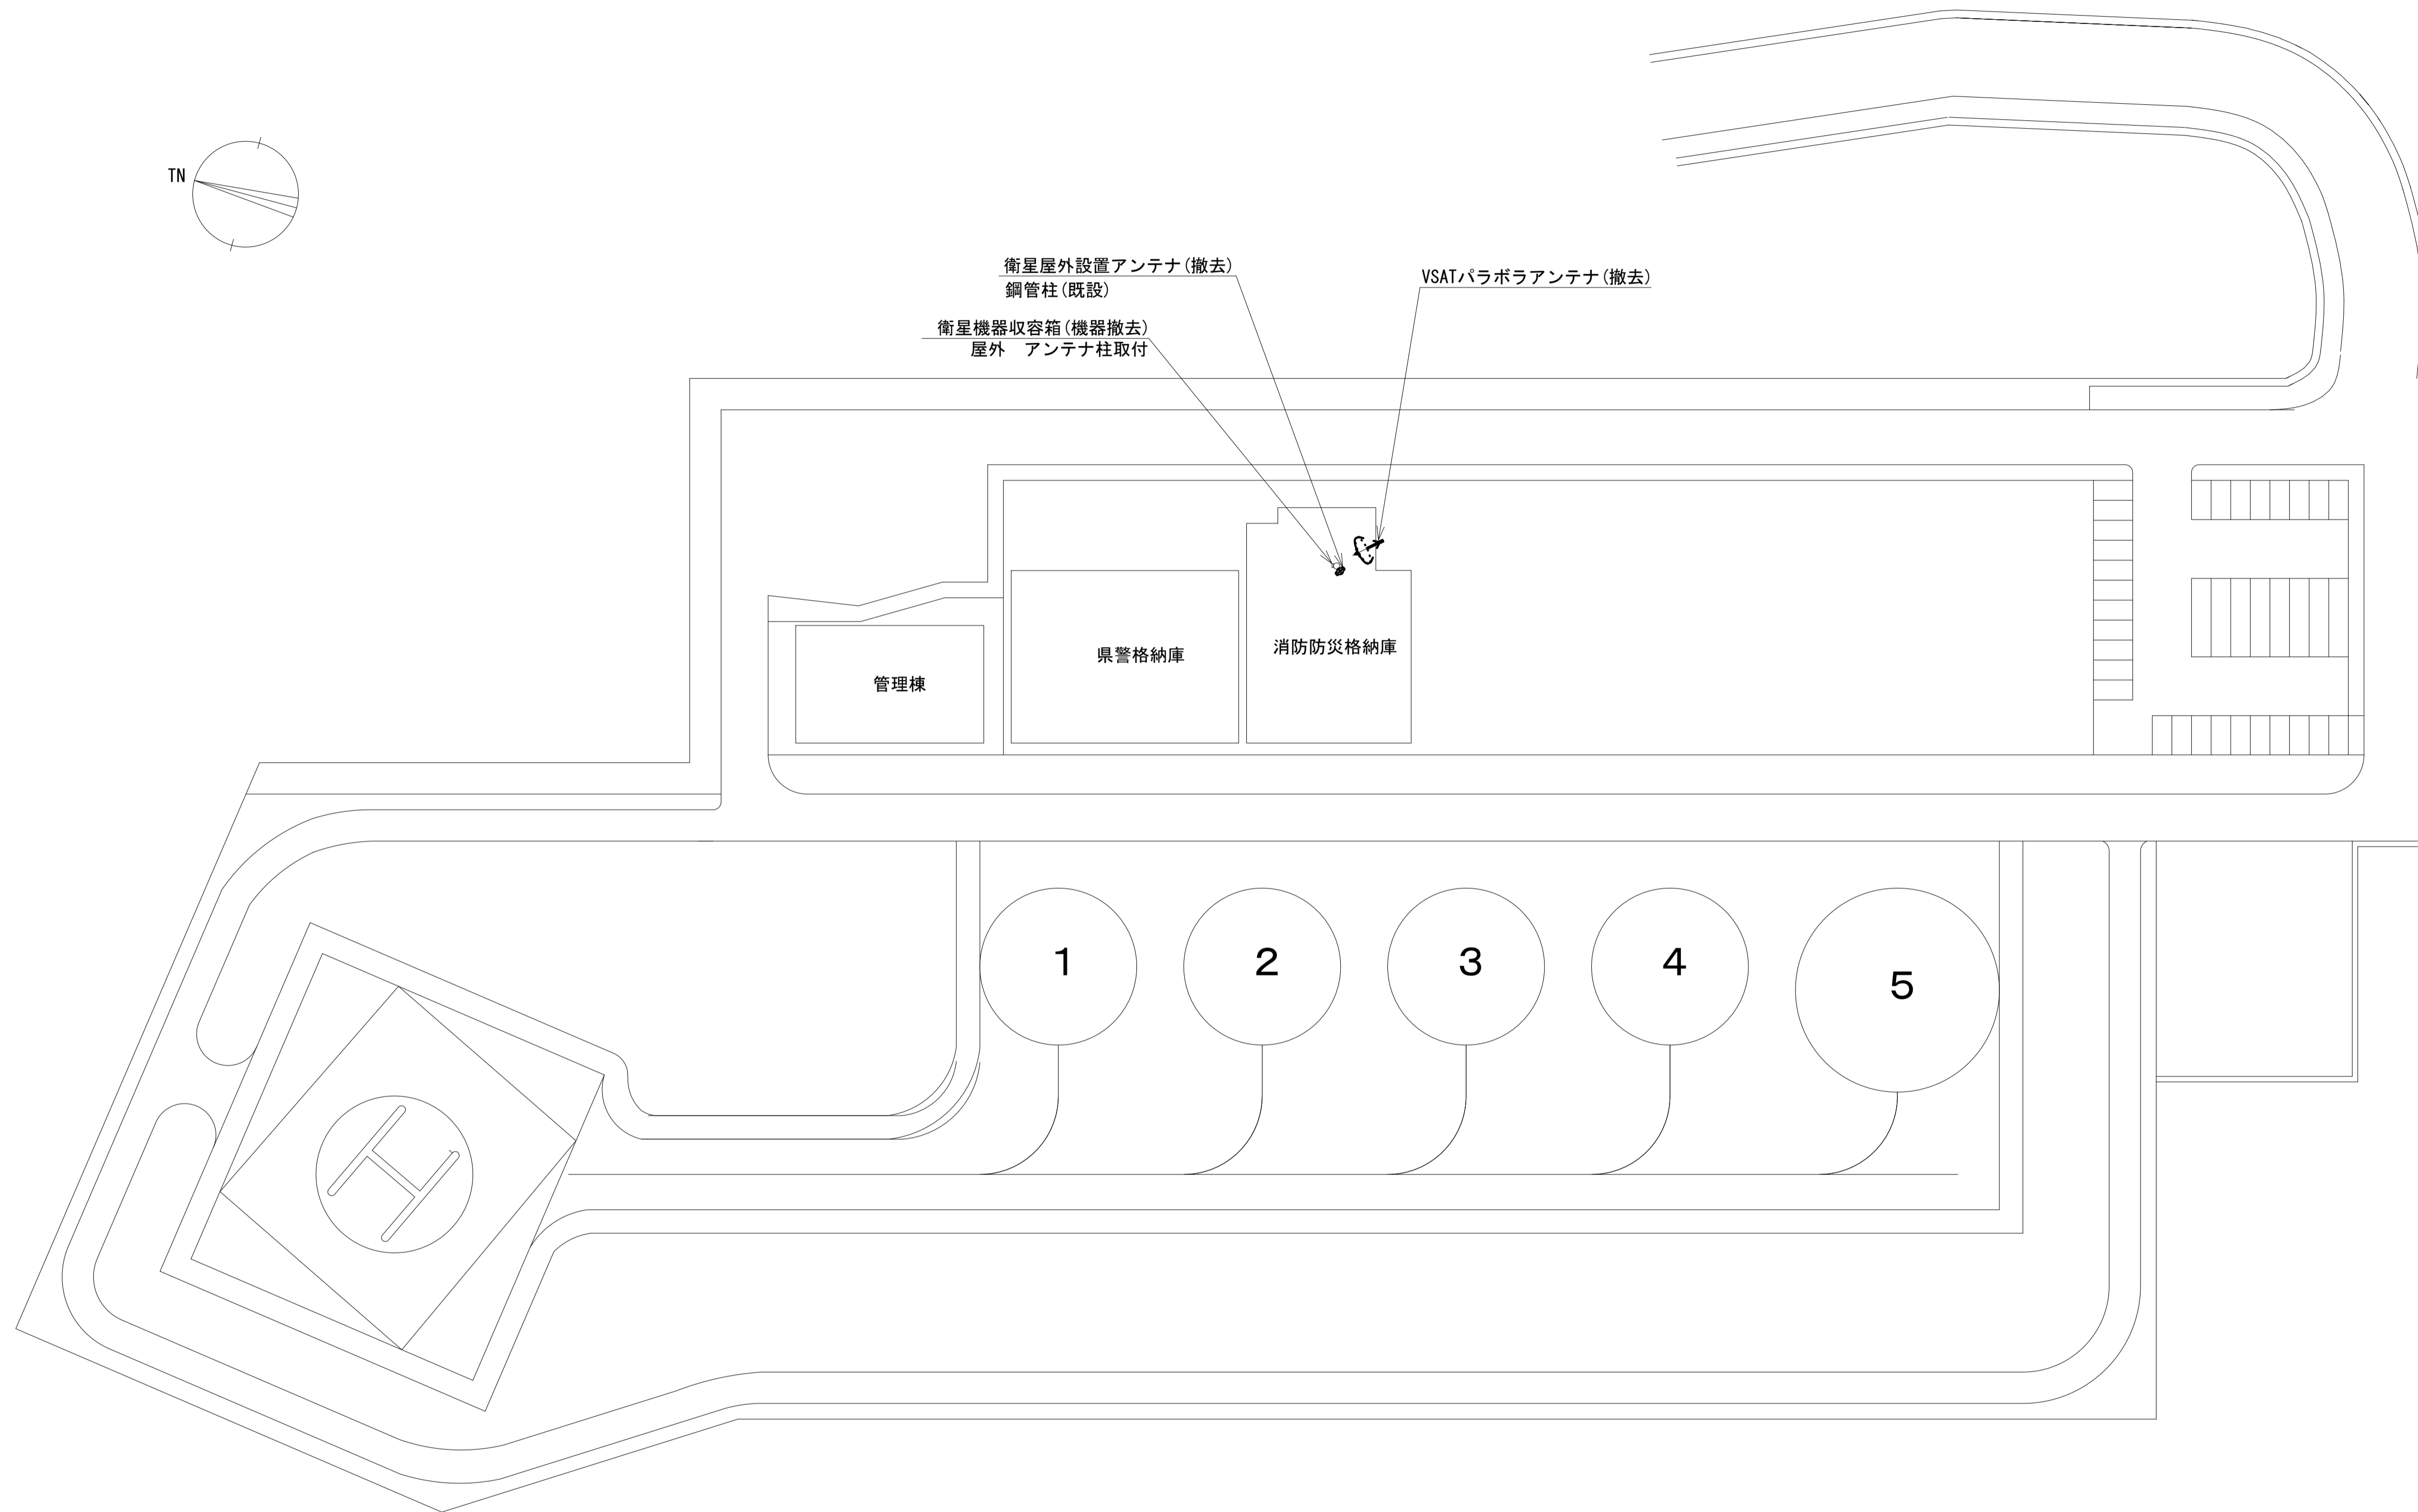 TN
衛星屋外設置アンテナ(撤去)
鋼管柱(既設)
VSATパラボラアンテナ(撤去)
衛星機器収容箱(機器撤去)
屋外　アンテナ柱取付
消防防災格納庫
県警格納庫
管理棟
1
2
3
4
5
H